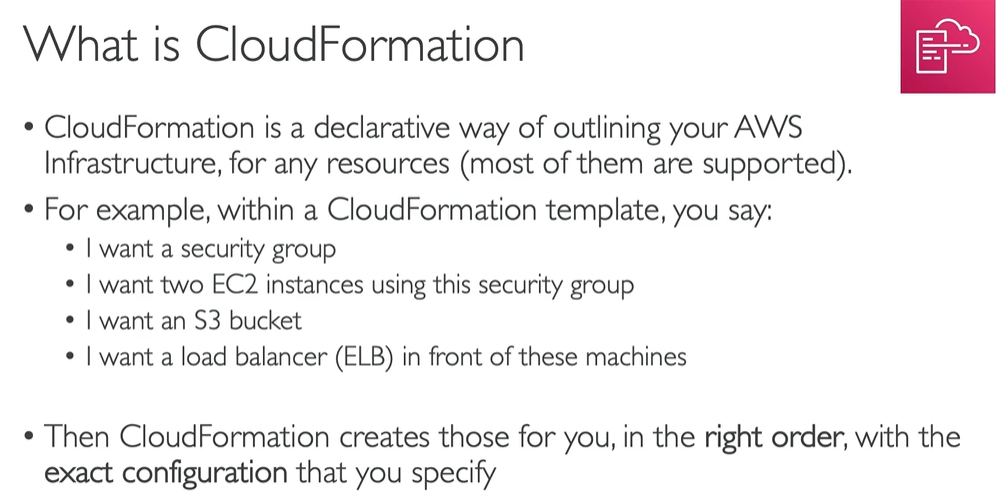 What is CloudFormation
• CloudFormation is a declarative way of outlining your AWS
Infrastructure, for any resources (most of them are supported).
• For example, within a CloudFormation template, you say:
• I want a security group
• I want two EC2 instances using this security group
• I want an S3 bucket
• I want a load balancer (ELB) in front of these machines
• Then CloudFormation creates those for you, in the right order, with the
exact configuration that you specify